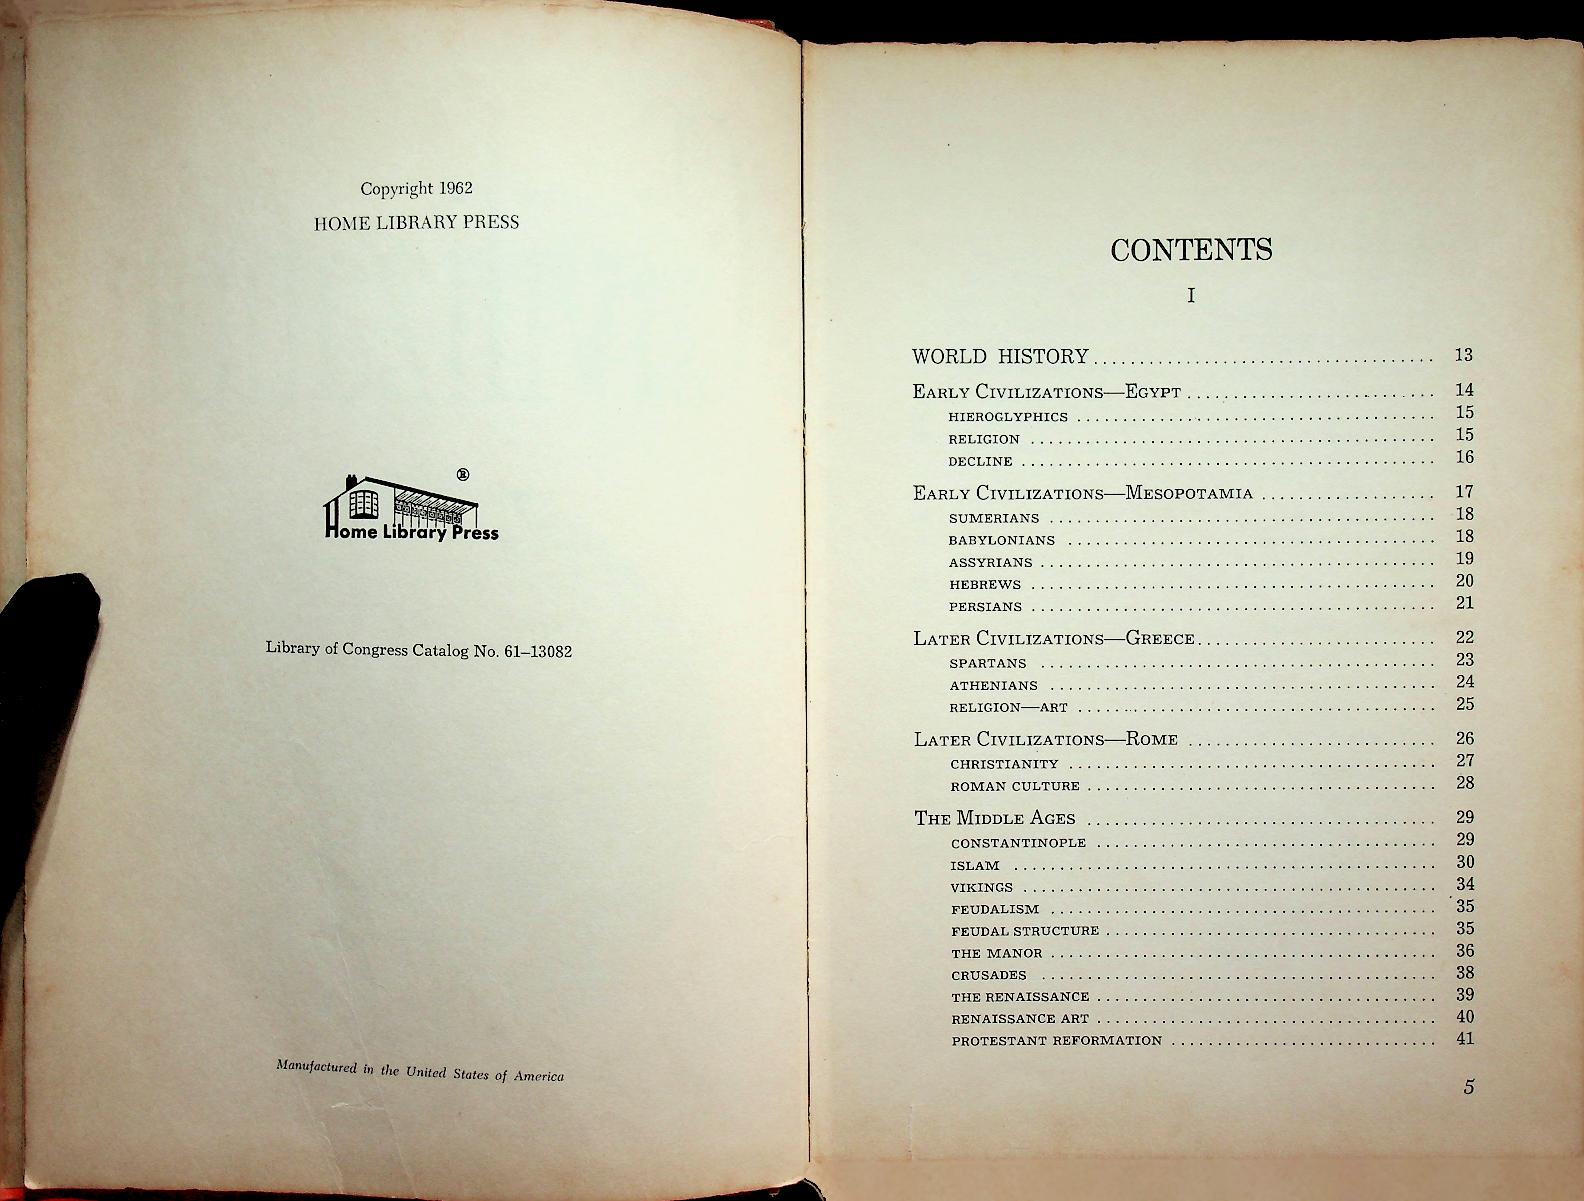 Copyright 1962
HOME LIBRARY PRESS
®
Home Library Press
Library of Congress Catalog No. 61–13082
Manufactured in the United States of America
CONTENTS
I
WORLD HISTORY . . . . . . . . . . . . . . . . . . . . 13
EARLY CIVILIZATIONS—EGYPT . . . . . . . . . . . . . . . . . . . . 14
HIEROGLYPHICS . . . . . . . . . . . . . . . . . . . . 15
RELIGION . . . . . . . . . . . . . . . . . . . . 15
DECLINE . . . . . . . . . . . . . . . . . . . . 16
EARLY CIVILIZATIONS—MESOPOTAMIA . . . . . . . . . . . . . . . . . . . . 17
SUMERIANS . . . . . . . . . . . . . . . . . . . . 18
BABYLONIANS . . . . . . . . . . . . . . . . . . . . 18
ASSYRIANS . . . . . . . . . . . . . . . . . . . . 19
HEBREWS . . . . . . . . . . . . . . . . . . . . 20
PERSIANS . . . . . . . . . . . . . . . . . . . . 21
LATER CIVILIZATIONS—GREECE . . . . . . . . . . . . . . . . . . . . 22
SPARTANS . . . . . . . . . . . . . . . . . . . . 23
ATHENIANS . . . . . . . . . . . . . . . . . . . . 24
RELIGION—ART . . . . . . . . . . . . . . . . . . . . 25
LATER CIVILIZATIONS—ROME . . . . . . . . . . . . . . . . . . . . 26
CHRISTIANITY . . . . . . . . . . . . . . . . . . . . 27
ROMAN CULTURE . . . . . . . . . . . . . . . . . . . . 28
THE MIDDLE AGES . . . . . . . . . . . . . . . . . . . . 29
CONSTANTINOPLE . . . . . . . . . . . . . . . . . . . . 29
ISLAM . . . . . . . . . . . . . . . . . . . . 30
VIKINGS . . . . . . . . . . . . . . . . . . . . 34
FEUDALISM . . . . . . . . . . . . . . . . . . . . 35
FEUDAL STRUCTURE . . . . . . . . . . . . . . . . . . . . 35
THE MANOR . . . . . . . . . . . . . . . . . . . . 36
CRUSADES . . . . . . . . . . . . . . . . . . . . 38
THE RENAISSANCE . . . . . . . . . . . . . . . . . . . . 39
RENAISSANCE ART . . . . . . . . . . . . . . . . . . . . 40
PROTESTANT REFORMATION . . . . . . . . . . . . . . . . . . . . 41
5